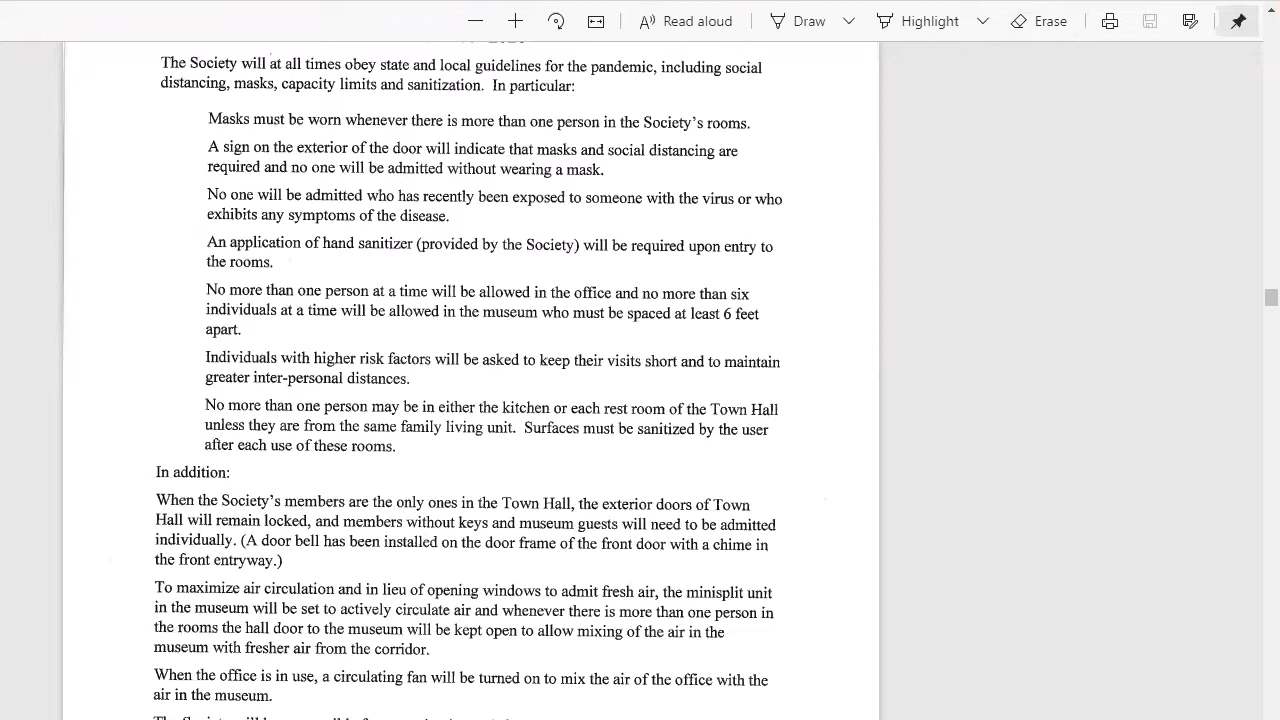 Read aloud Draw Highlight Erase
The Society will at all times obey state and local guidelines for the pandemic, including social
distancing, masks, capacity limits and sanitization. In particular:
Masks must be worn whenever there is more than one person in the Society's rooms.
A sign on the exterior of the door will indicate that masks and social distancing are
required and no one will be admitted without wearing a mask.
No one will be admitted who has recently been exposed to someone with the virus or who
exhibits any symptoms of the disease.
An application of hand sanitizer (provided by the Society) will be required upon entry to
the rooms.
No more than one person at a time will be allowed in the office and no more than six
individuals at a time will be allowed in the museum who must be spaced at least 6 feet
apart.
Individuals with higher risk factors will be asked to keep their visits short and to maintain
greater inter-personal distances.
No more than one person may be in either the kitchen or each rest room of the Town Hall
unless they are from the same family living unit. Surfaces must be sanitized by the user
after each use of these rooms.
In addition:
When the Society's members are the only ones in the Town Hall, the exterior doors of Town
Hall will remain locked, and members without keys and museum guests will need to be admitted
individually. (A door bell has been installed on the door frame of the front door with a chime in
the front entryway.)
To maximize air circulation and in lieu of opening windows to admit fresh air, the minisplit unit
in the museum will be set to actively circulate air and whenever there is more than one person in
the rooms the hall door to the museum will be kept open to allow mixing of the air in the
museum with fresher air from the corridor.
When the office is in use, a circulating fan will be turned on to mix the air of the office with the
air in the museum.